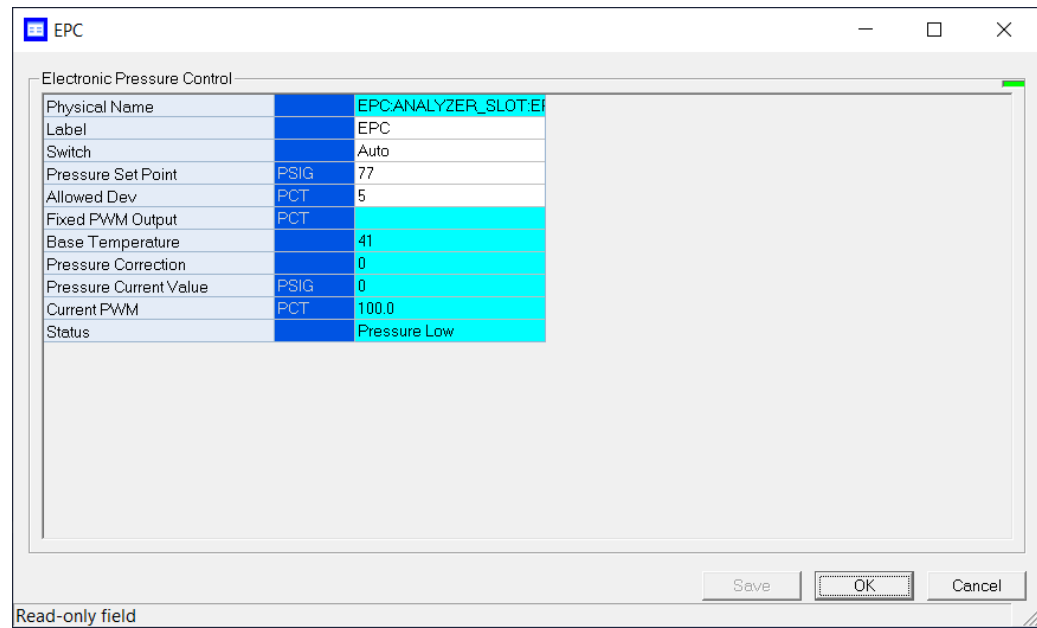 EPC
Electronic Pressure Control
Physical Name EPC:ANALYZER_SLOT:EI
Label EPC
Switch Auto
Pressure Set Point PSIG 77
Allowed Dev PCT 5
Fixed PWM Output PCT
Base Temperature 41
Pressure Correction 0
Pressure Current Value PSIG 0
Current PWM PCT 100.0
Status Pressure Low
Save OK Cancel
Read-only field